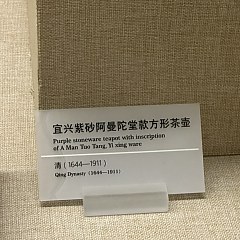 宜兴紫砂阿曼陀堂款方形茶壶
Purple stoneware teapot with inscription
of A Man Tuo Tang, Yi xing ware
清（1644—1911）
Qing Dynasty（1644—1911）